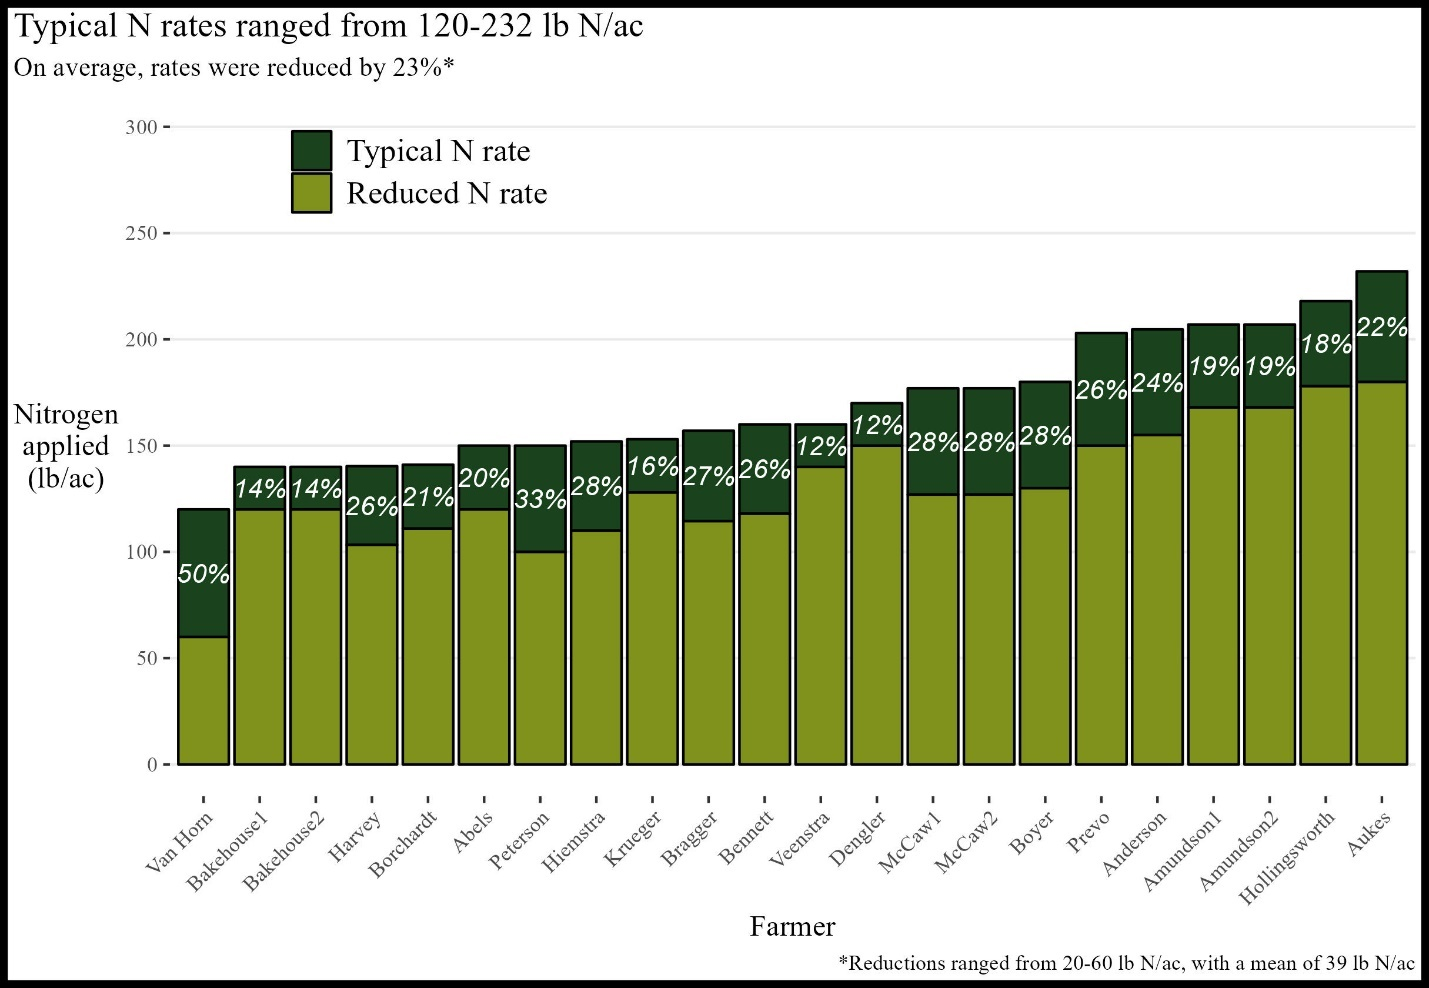 Typical N rates ranged from 120-232 lb N/ac
On average, rates were reduced by 23%*
300
250
200
150
100
50
0
Typical N rate
Reduced N rate
Nitrogen
applied
(lb/ac)
50%
14%
14%
26%
21%
20%
33%
28%
16%
27%
26%
12%
12%
28%
28%
28%
26%
24%
19%
19%
18%
22%
Van Horn
Bakehouse1
Bakehouse2
Harvey
Borchardt
Abels
Peterson
Hiemstra
Krueger
Bragger
Bennett
Veenstra
Dengler
McCaw1
McCaw2
Boyer
Prevo
Anderson
Amundson1
Amundson2
Hollingsworth
Aukes
Farmer
*Reductions ranged from 20-60 lb N/ac, with a mean of 39 lb N/ac